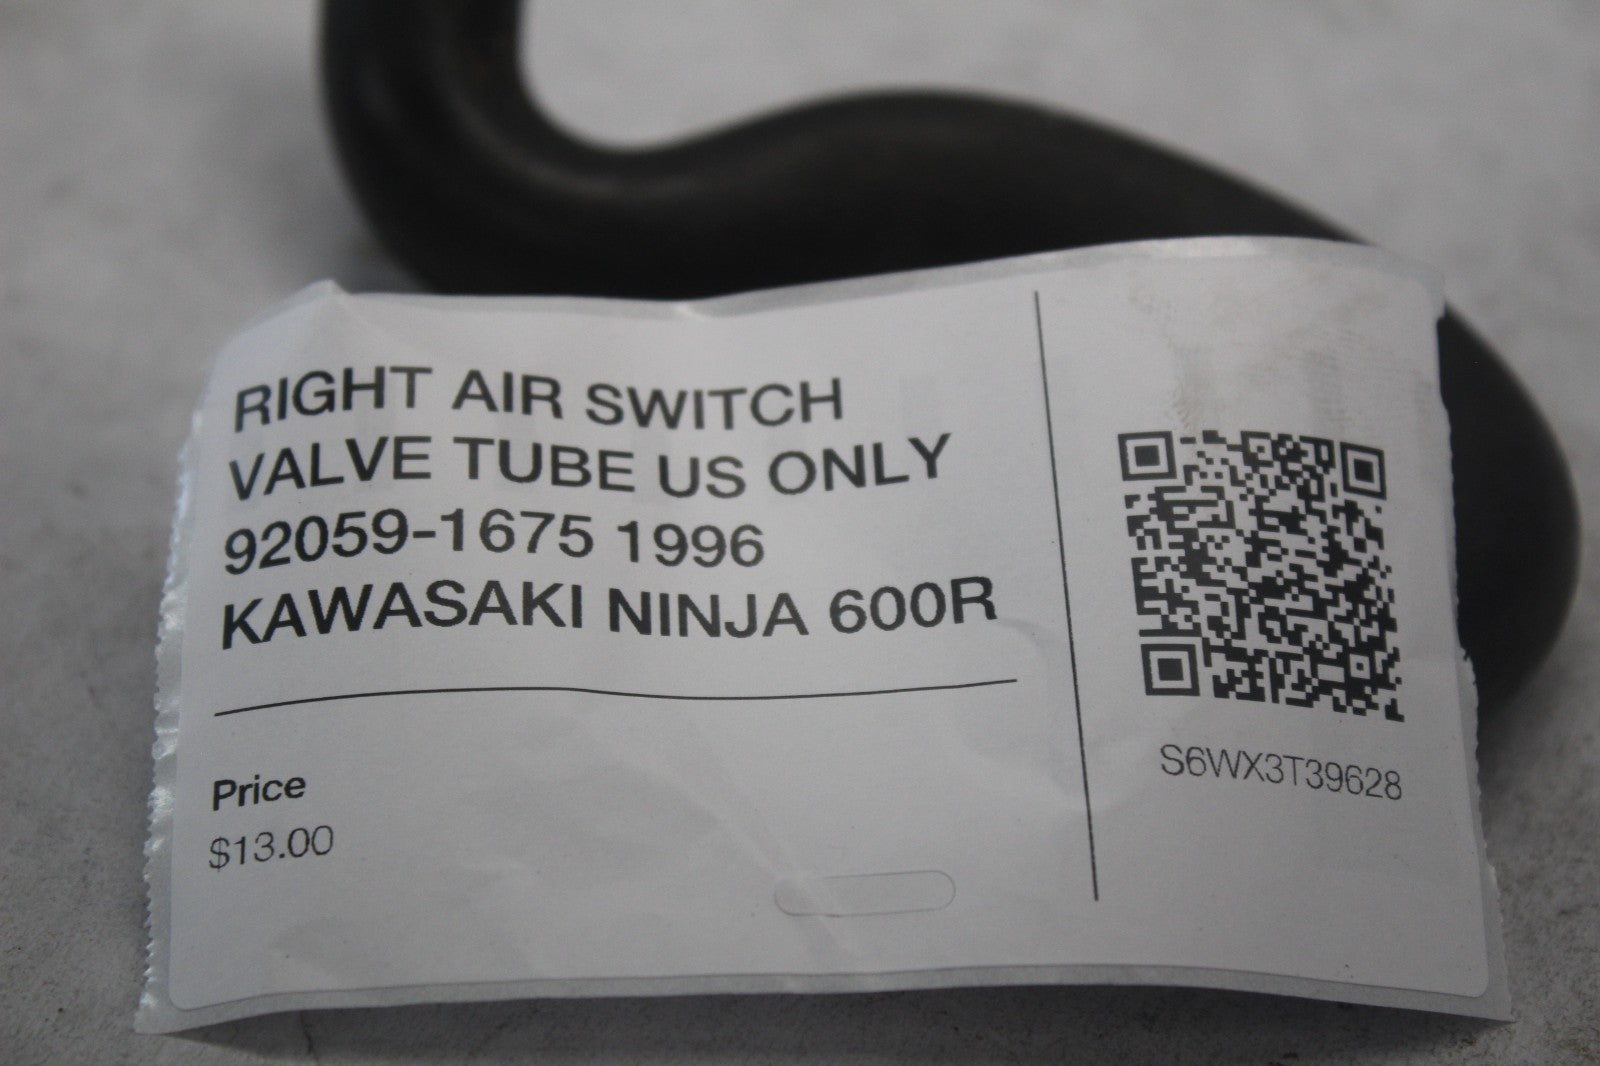 RIGHT AIR SWITCH
VALVE TUBE US ONLY
92059-1675 1996
KAWASAKI NINJA 600R
Price
$13.00
S6WX3T39628